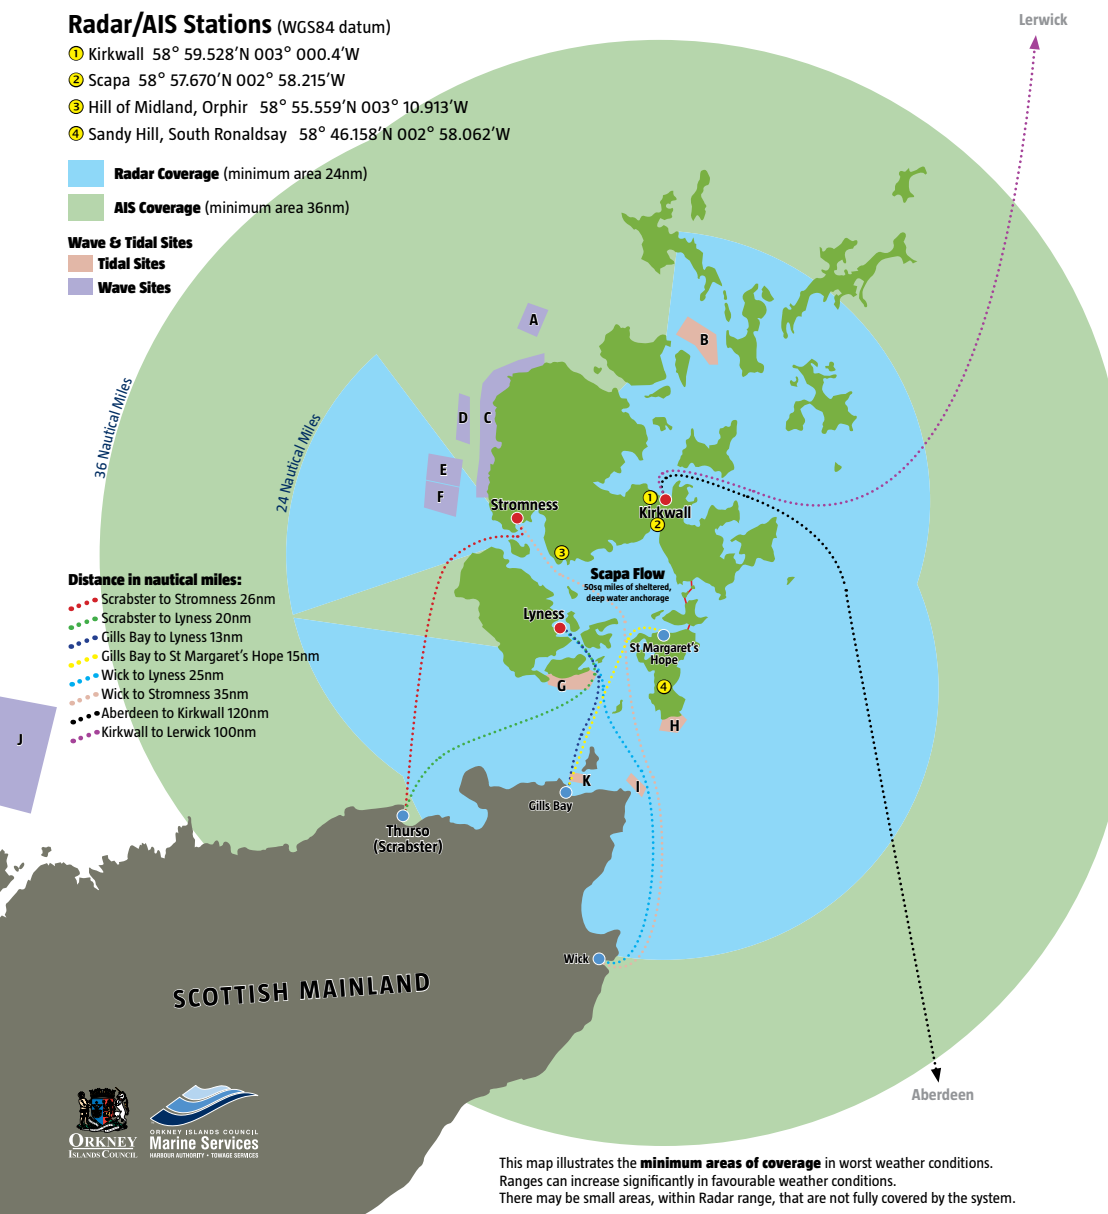 Radar/AIS Stations (WGS84 datum)
1 Kirkwall 58° 59.528’N 003° 000.4’W
2 Scapa 58° 57.670’N 002° 58.215’W
3 Hill of Midland, Orphir 58° 55.559’N 003° 10.913’W
4 Sandy Hill, South Ronaldsay 58° 46.158’N 002° 58.062’W
Radar Coverage (minimum area 24nm)
AIS Coverage (minimum area 36nm)
Wave & Tidal Sites
Tidal Sites
Wave Sites
Lerwick
A
B
36 Nautical Miles
24 Nautical Miles
D
C
E
F
Stromness
1
Kirkwall
2
3
Scapa Flow
50sq miles of sheltered,
deep water anchorage
Lyness
St Margaret’s
Hope
4
G
H
Distance in nautical miles:
Scrabster to Stromness 26nm
Scrabster to Lyness 20nm
Gills Bay to Lyness 13nm
Gills Bay to St Margaret’s Hope 15nm
Wick to Lyness 25nm
Wick to Stromness 35nm
Aberdeen to Kirkwall 120nm
Kirkwall to Lerwick 100nm
J
K
I
Gills Bay
Thurso
(Scrabster)
Wick
SCOTTISH MAINLAND
Aberdeen
ORKNEY
ISLANDS COUNCIL
ORKNEY ISLANDS COUNCIL
Marine Services
HARBOUR AUTHORITY • TOWAGE SERVICES
This map illustrates the minimum areas of coverage in worst weather conditions.
Ranges can increase significantly in favourable weather conditions.
There may be small areas, within Radar range, that are not fully covered by the system.